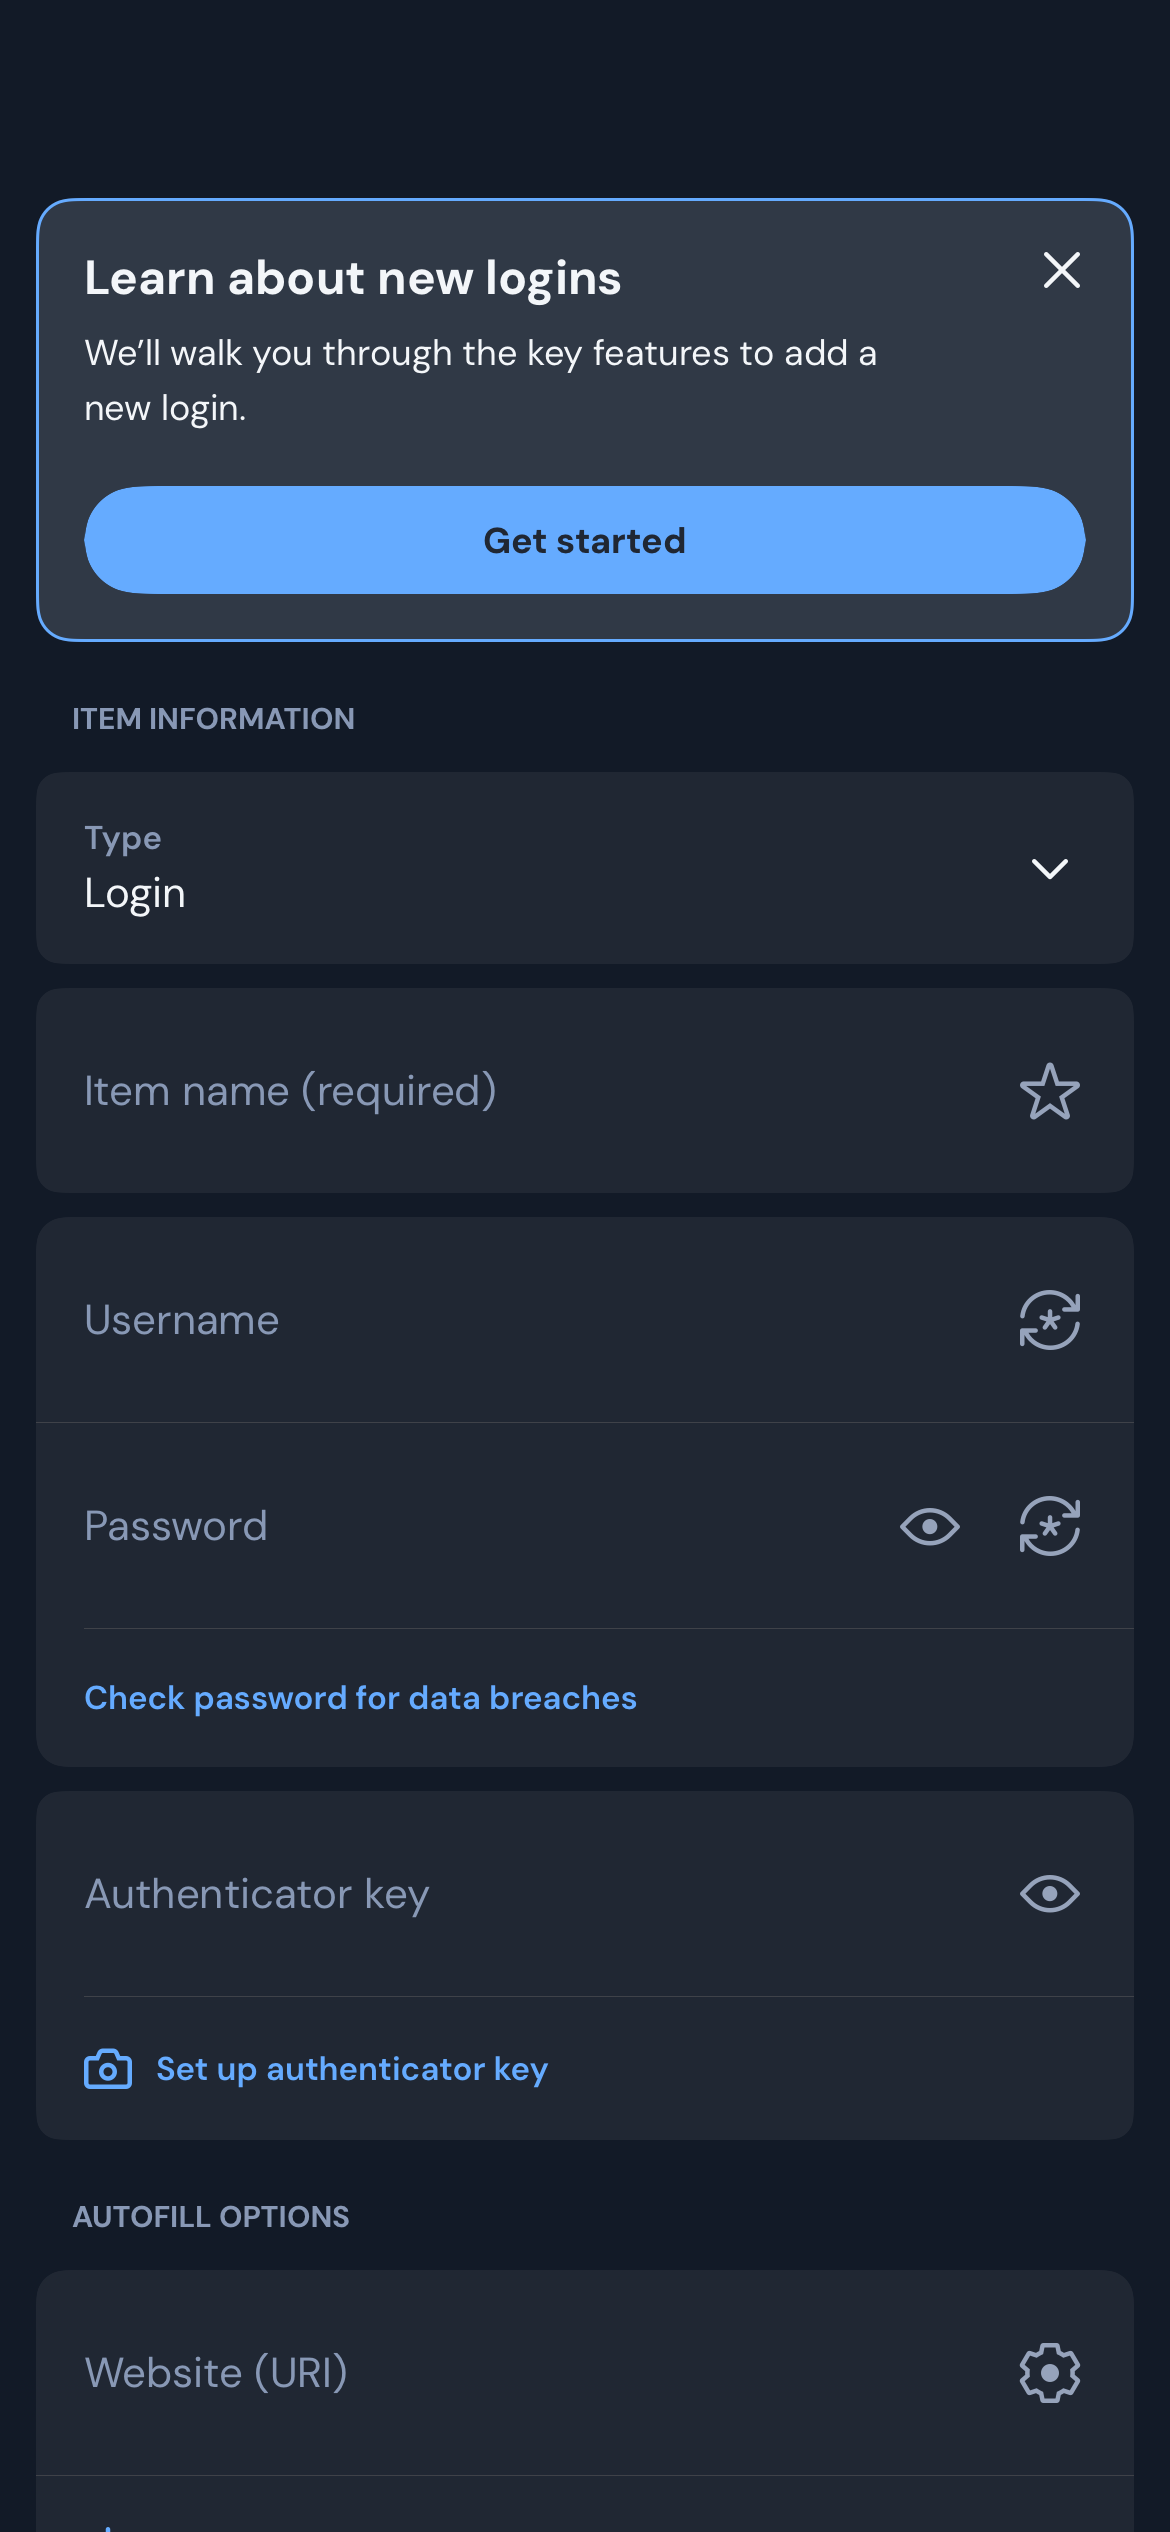 Learn about new logins
We’ll walk you through the key features to add a
new login.
Get started
ITEM INFORMATION
Type
Login
Item name (required)
Username
Password
Check password for data breaches
Authenticator key
Set up authenticator key
AUTOFILL OPTIONS
Website (URI)